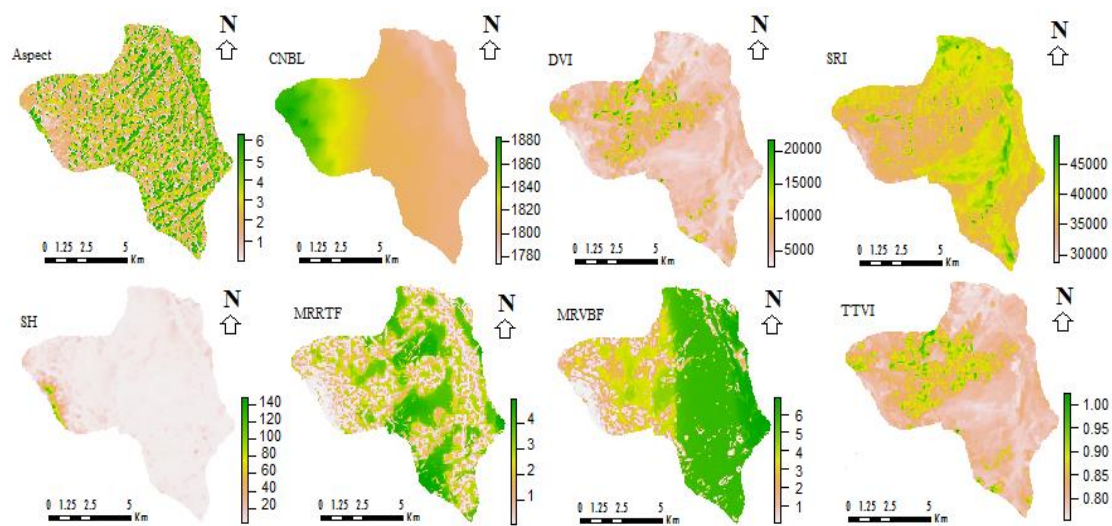 Aspect
N
6
5
4
3
2
1
0 1.25 2.5 5
Km
CNBL
N
1880
1860
1840
1820
1800
1780
0 1.25 2.5 5
Km
DVI
N
20000
15000
10000
5000
0 1.25 2.5 5
Km
SRI
N
45000
40000
35000
30000
0 1.25 2.5 5
Km
SH
N
140
120
100
80
60
40
20
0
0 1.25 2.5 5
Km
MRRTF
N
4
3
2
1
0 1.25 2.5 5
Km
MRVBF
N
6
5
4
3
2
1
0 1.25 2.5 5
Km
TTVI
N
1.00
0.95
0.90
0.85
0.80
0 1.25 2.5 5
Km